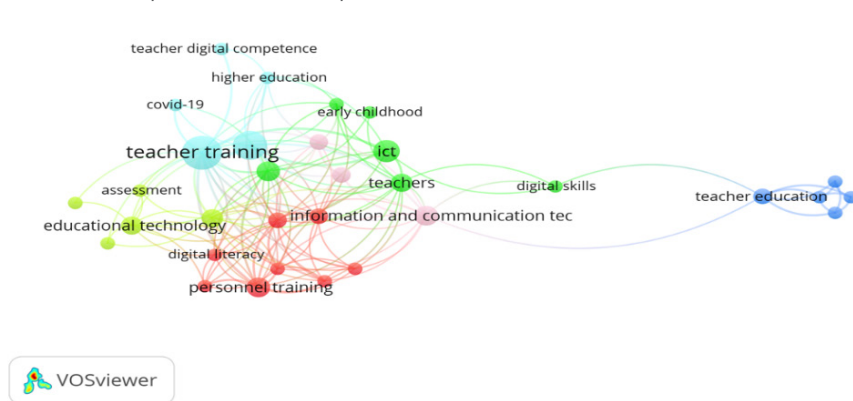 teacher digital competence
higher education
covid-19
early childhood
teacher training
ict
teachers
assessment
digital skills
teacher education
educational technology
information and communication tec
digital literacy
personnel training
VOSviewer